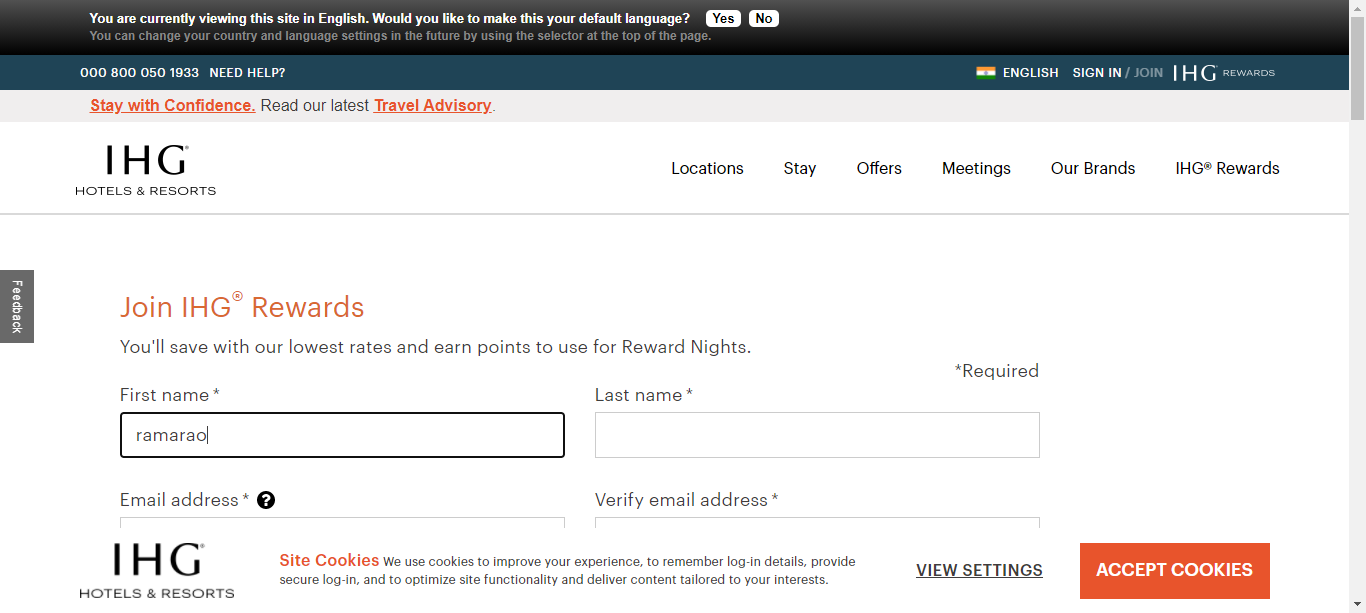 You are currently viewing this site in English. Would you like to make this your default language? Yes No
You can change your country and language settings in the future by using the selector at the top of the page.
000 800 050 1933 NEED HELP? ENGLISH SIGN IN / JOIN IHG® REWARDS
Stay with Confidence. Read our latest Travel Advisory.
IHG®
HOTELS & RESORTS
Locations Stay Offers Meetings Our Brands IHG® Rewards
Feedback
Join IHG® Rewards
You'll save with our lowest rates and earn points to use for Reward Nights.
*Required
First name * Last name *
ramarao
Email address * ? Verify email address *
IHG®
HOTELS & RESORTS
Site Cookies We use cookies to improve your experience, to remember log-in details, provide
secure log-in, and to optimize site functionality and deliver content tailored to your interests.
VIEW SETTINGS
ACCEPT COOKIES